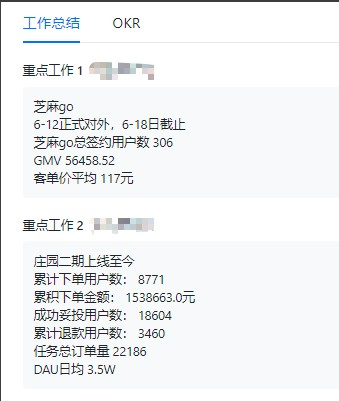 工作总结 OKR
重点工作 1
芝麻go
6-12正式对外，6-18日截止
芝麻go总签约用户数 306
GMV 56458.52
客单价平均 117元
重点工作 2
庄园二期上线至今
累计下单用户数： 8771
累积下单金额： 1538663.0元
成功妥投用户数： 18604
累计退款用户数： 3460
任务总订单量 22186
DAU日均 3.5W